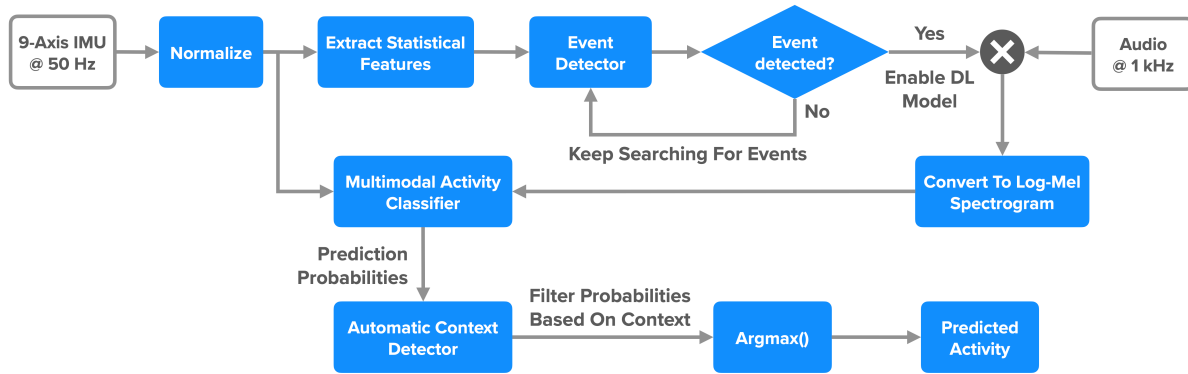 9-Axis IMU
@ 50 Hz
Normalize
Extract Statistical
Features
Event
Detector
Event
detected?
Yes
Enable DL
Model
Audio
@ 1 kHz
No
Keep Searching For Events
Multimodal Activity
Classifier
Convert To Log-Mel
Spectrogram
Prediction
Probabilities
Automatic Context
Detector
Filter Probabilities
Based On Context
Argmax()
Predicted
Activity